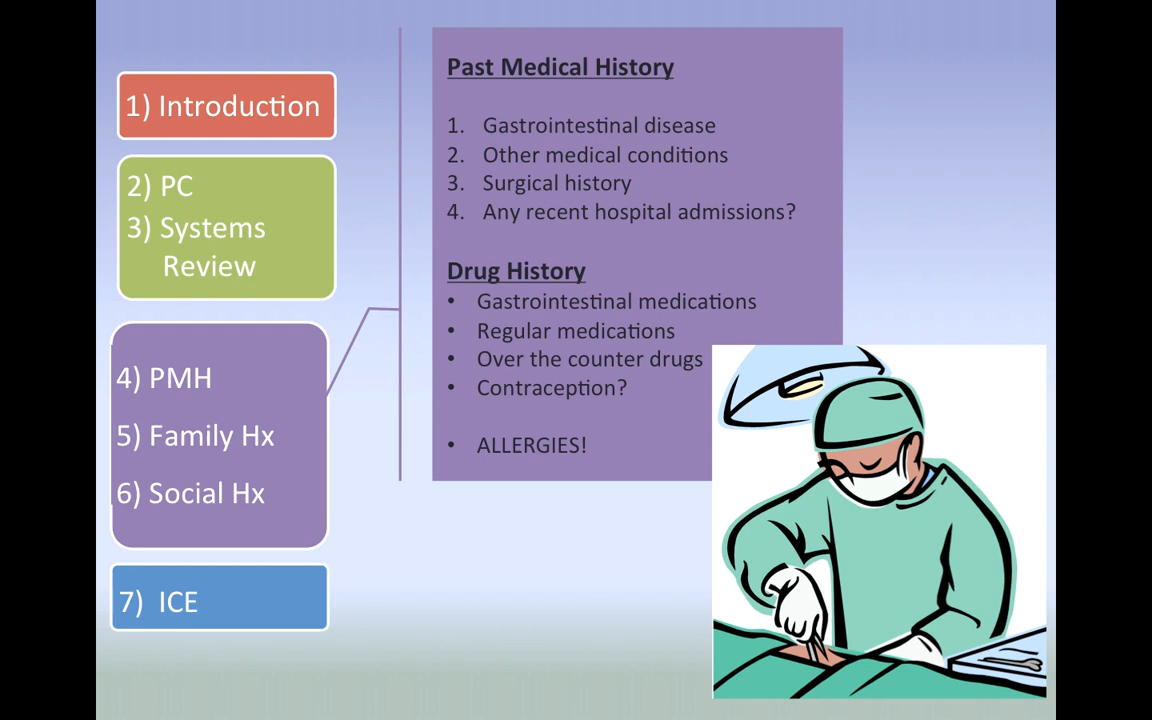 1) Introduction
2) PC
3) Systems
Review
4) PMH
5) Family Hx
6) Social Hx
7) ICE
Past Medical History
1. Gastrointestinal disease
2. Other medical conditions
3. Surgical history
4. Any recent hospital admissions?
Drug History
• Gastrointestinal medications
• Regular medications
• Over the counter drugs
• Contraception?
• ALLERGIES!